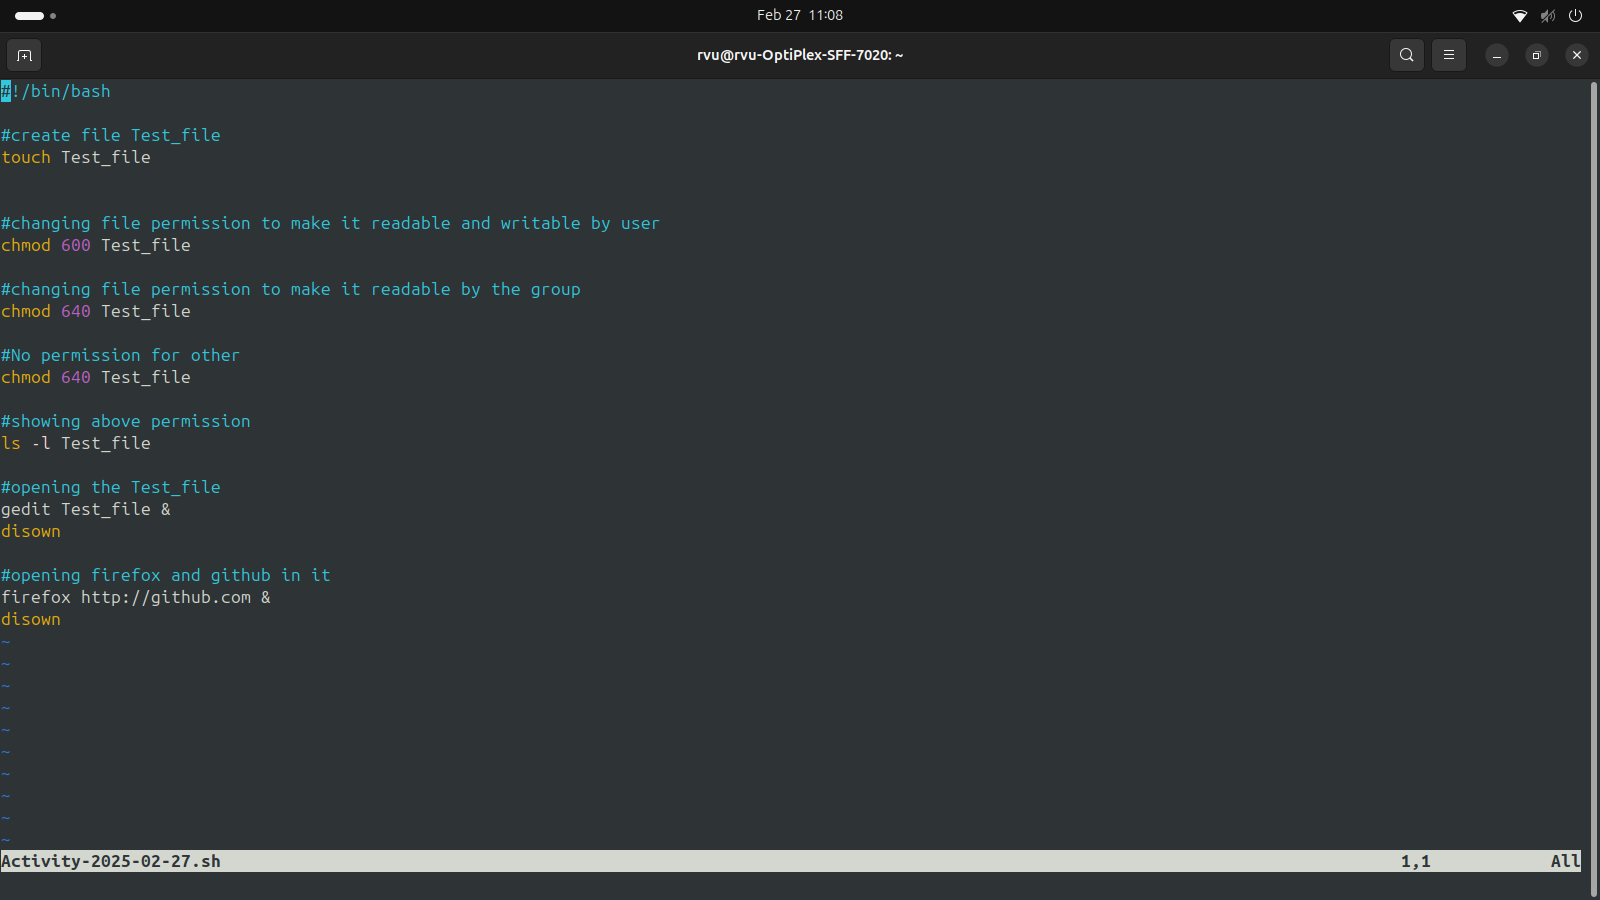 Feb 27 11:08
rvu@rvu-OptiPlex-SFF-7020: ~
#!/bin/bash
#create file Test_file
touch Test_file
#changing file permission to make it readable and writable by user
chmod 600 Test_file
#changing file permission to make it readable by the group
chmod 640 Test_file
#No permission for other
chmod 640 Test_file
#showing above permission
ls -l Test_file
#opening the Test_file
gedit Test_file &
disown
#opening firefox and github in it
firefox http://github.com &
disown
~
~
~
~
~
~
~
~
~
~
Activity-2025-02-27.sh 1,1 All